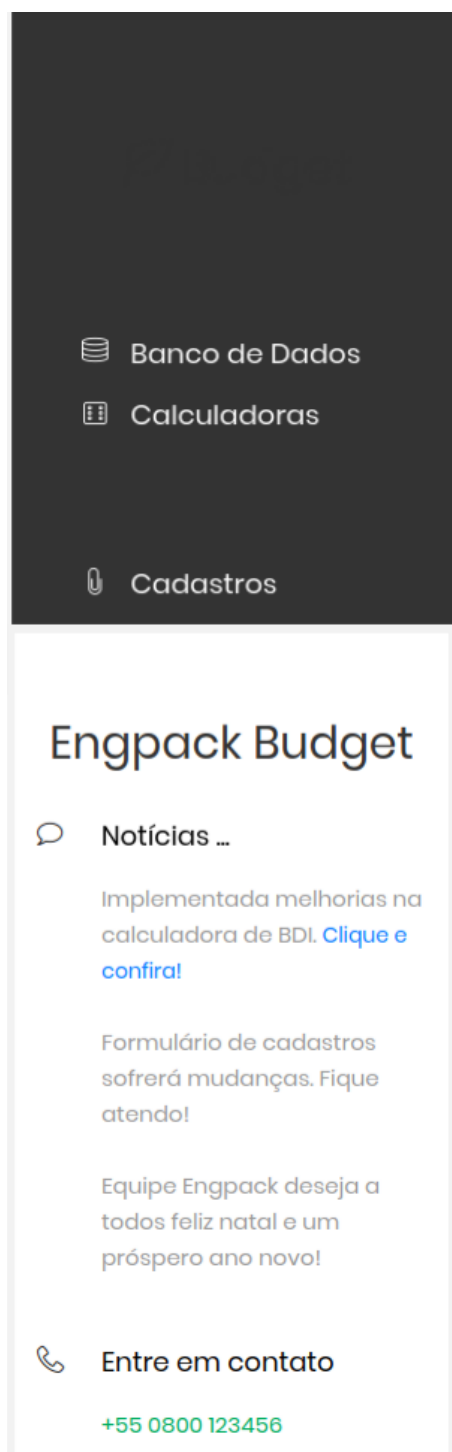 Banco de Dados
Calculadoras
Cadastros
Engpack Budget
Notícias ...
Implementada melhorias na
calculadora de BDI. Clique e
confira!
Formulário de cadastros
sofrerá mudanças. Fique
atendo!
Equipe Engpack deseja a
todos feliz natal e um
próspero ano novo!
Entre em contato
+55 0800 123456